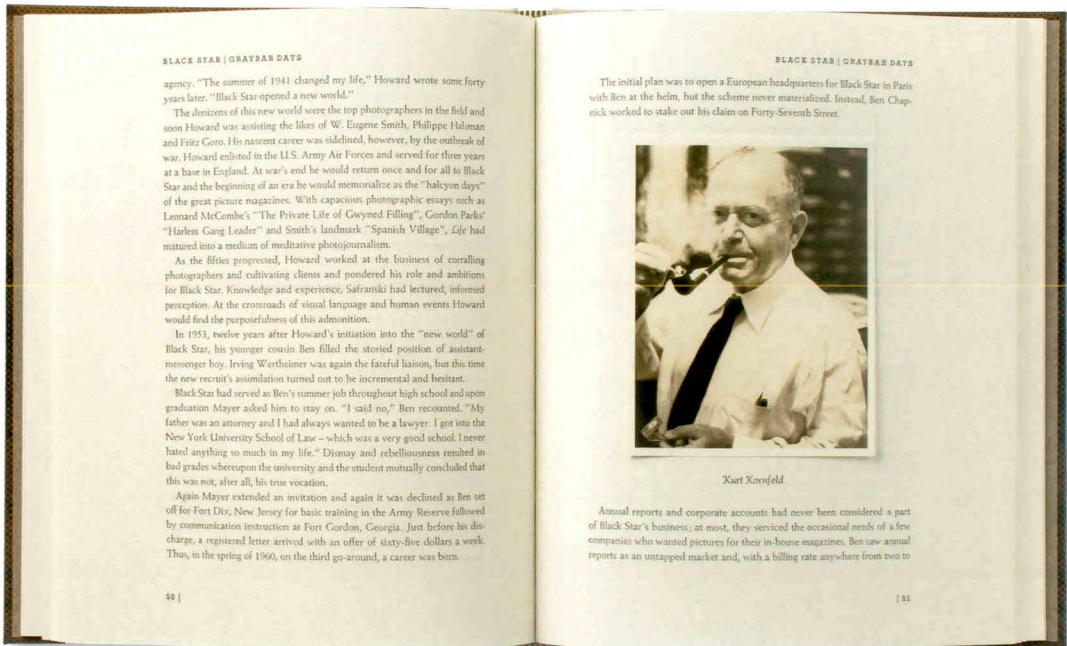 BLACK STAR | GRAYBAR DAYS
agency. "The summer of 1941 changed my life," Howard wrote some forty
years later. "Black Star opened a new world."
The denizens of this new world were the top photographers in the field and
soon Howard was assisting the likes of W. Eugene Smith, Philippe Halsman
and Fritz Goro. His nascent career was sidelined, however, by the outbreak of
war. Howard enlisted in the U.S. Army Air Forces and served for three years
at a base in England. At war's end he would return once and for all to Black
Star and the beginning of an era he would memorialize as the "halcyon days"
of the great picture magazines. With capacious photographic essays such as
Leonard McCombe's "The Private Life of Gwyned Filling", Gordon Parks'
"Harlem Gang Leader" and Smith's landmark "Spanish Village", Life had
matured into a medium of meditative photojournalism.
As the fifties progressed, Howard worked at the business of corralling
photographers and cultivating clients and pondered his role and ambitions
for Black Star. Knowledge and experience, Safranski had lectured, informed
perception. At the crossroads of visual language and human events Howard
would find the purposefulness of this admonition.
In 1953, twelve years after Howard's initiation into the "new world" of
Black Star, his younger cousin Ben filled the storied position of assistant-
messenger boy. Irving Wertheimer was again the fateful liaison, but this time
the new recruit's assimilation turned out to be incremental and hesitant.
Black Star had served as Ben's summer job throughout high school and upon
graduation Mayer asked him to stay on. "I said no," Ben recounted. "My
father was an attorney and I had always wanted to be a lawyer. I got into the
New York University School of Law – which was a very good school. I never
hated anything so much in my life." Dismay and rebelliousness resulted in
bad grades whereupon the university and the student mutually concluded that
this was not, after all, his true vocation.
Again Mayer extended an invitation and again it was declined as Ben set
off for Fort Dix, New Jersey for basic training in the Army Reserve followed
by communication instruction at Fort Gordon, Georgia. Just before his dis-
charge, a registered letter arrived with an offer of sixty-five dollars a week.
Thus, in the spring of 1960, on the third go-around, a career was born.
50 |
BLACK STAR | GRAYBAR DAYS
The initial plan was to open a European headquarters for Black Star in Paris
with Ben at the helm, but the scheme never materialized. Instead, Ben Chap-
nick worked to stake out his claim on Forty-Seventh Street.
Kurt Kornfeld
Annual reports and corporate accounts had never been considered a part
of Black Star's business; at most, they serviced the occasional needs of a few
companies who wanted pictures for their in-house magazines. Ben saw annual
reports as an untapped market and, with a billing rate anywhere from two to
| 51